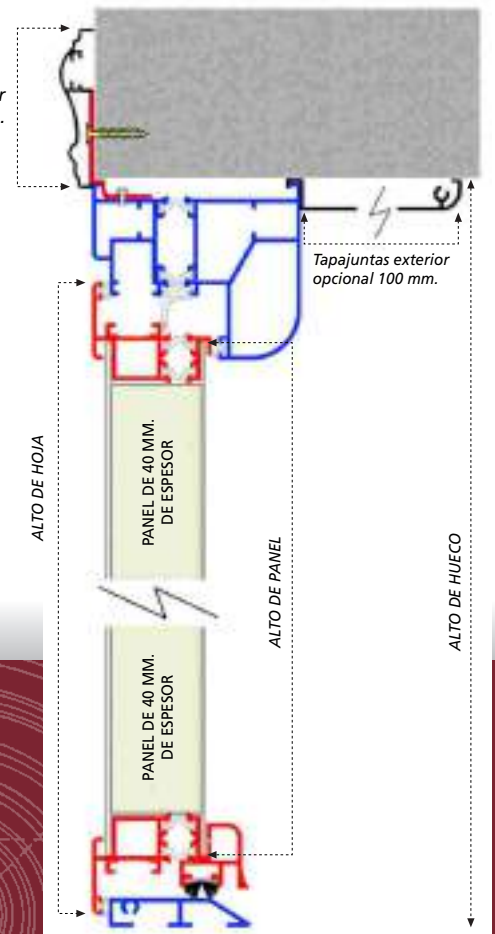 Tapajuntas exterior
opcional 100 mm.
ALTO DE HOJA
PANEL DE 40 MM.
DE ESPESOR
ALTO DE PANEL
ALTO DE HUECO
PANEL DE 40 MM.
DE ESPESOR